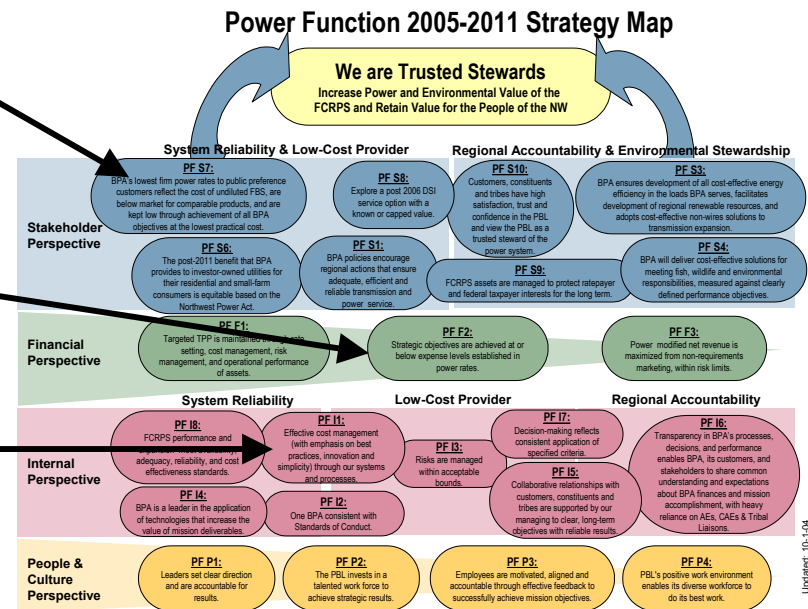 Power Function 2005-2011 Strategy Map
We are Trusted Stewards
Increase Power and Environmental Value of the
FCRPS and Retain Value for the People of the NW
System Reliability & Low-Cost Provider
Regional Accountability & Environmental Stewardship
Stakeholder
Perspective
PF S7:
BPA's lowest firm power rates to public preference
customers reflect the cost of undiluted FBS, are
below market for comparable products, and are
kept low through achievement of all BPA
objectives at the lowest practical cost.
PF S8:
Explore a post 2006 DSI
service option with a
known or capped value.
PF S10:
Customers, constituents
and tribes have high
satisfaction, trust and
confidence in the PBL
and view the PBL as a
trusted steward of the
power system.
PF S3:
BPA ensures development of all cost-effective energy
efficiency in the loads BPA serves, facilitates
development of regional renewable resources, and
adopts cost-effective non-wires solutions to
transmission expansion.
PF S6:
The post-2011 benefit that BPA
provides to investor-owned utilities for
their residential and small-farm
consumers is equitable based on the
Northwest Power Act.
PF S1:
BPA policies encourage
regional actions that ensure
adequate, efficient and
reliable transmission and
power service.
PF S9:
FCRPS assets are managed to protect ratepayer
and federal taxpayer interests for the long term.
PF S4:
BPA will deliver cost-effective solutions for
meeting fish, wildlife and environmental
responsibilities, measured against clearly
defined performance objectives.
Financial
Perspective
PF F1:
Targeted TPP is maintained through rate
setting, cost management, risk
management, and operational performance
of assets.
PF F2:
Strategic objectives are achieved at or
below expense levels established in
power rates.
PF F3:
Power modified net revenue is
maximized from non-requirements
marketing, within risk limits.
System Reliability
Low-Cost Provider
Regional Accountability
Internal
Perspective
PF I8:
FCRPS performance and
adequacy, reliability, and cost
effectiveness standards.
PF I1:
Effective cost management
(with emphasis on best
practices, innovation and
simplicity) through our systems
and processes.
PF I3:
Risks are managed
within acceptable
bounds.
PF I7:
Decision-making reflects
consistent application of
specified criteria.
PF I6:
Transparency in BPA's processes,
decisions, and performance
enables BPA, its customers, and
stakeholders to share common
understanding and expectations
about BPA finances and mission
accomplishment, with heavy
reliance on AEs, CAEs & Tribal
Liaisons.
PF I4:
BPA is a leader in the application
of technologies that increase the
value of mission deliverables.
PF I2:
One BPA consistent with
Standards of Conduct.
PF I5:
Collaborative relationships with
customers, constituents and
tribes are supported by our
managing to clear, long-term
objectives with reliable results.
People &
Culture
Perspective
PF P1:
Leaders set clear direction
and are accountable for
results.
PF P2:
The PBL invests in a
talented work force to
achieve strategic results.
PF P3:
Employees are motivated, aligned and
accountable through effective feedback to
successfully achieve mission objectives.
PF P4:
PBL's positive work environment
enables its diverse workforce to
do its best work.
Updated: 10-1-04